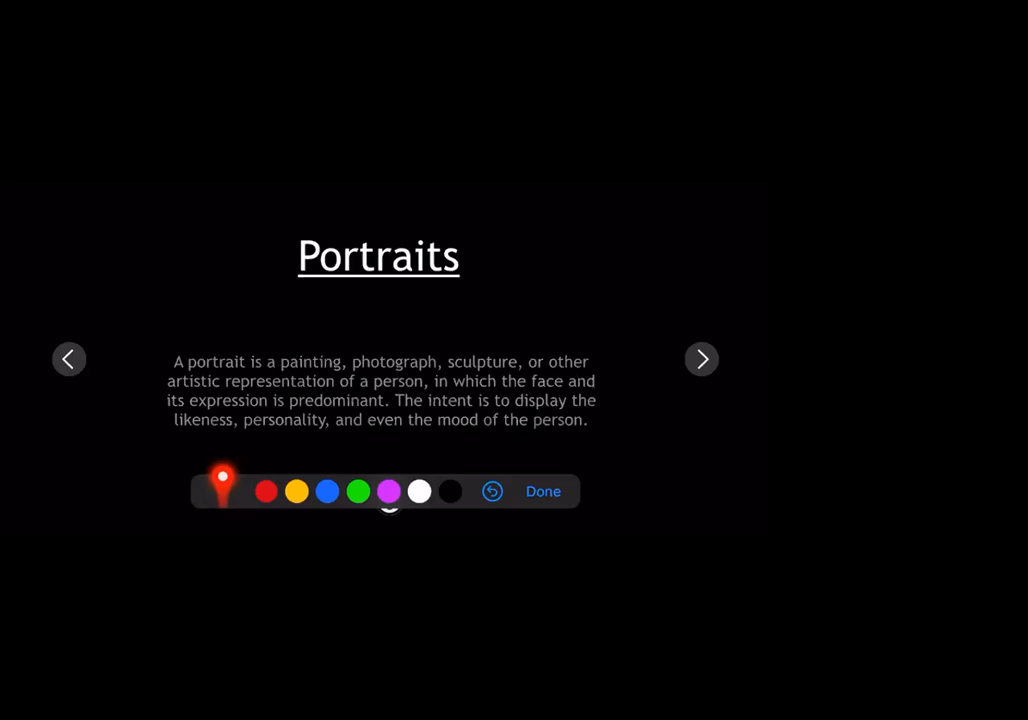 Portraits
A portrait is a painting, photograph, sculpture, or other
artistic representation of a person, in which the face and
its expression is predominant. The intent is to display the
likeness, personality, and even the mood of the person.
Done